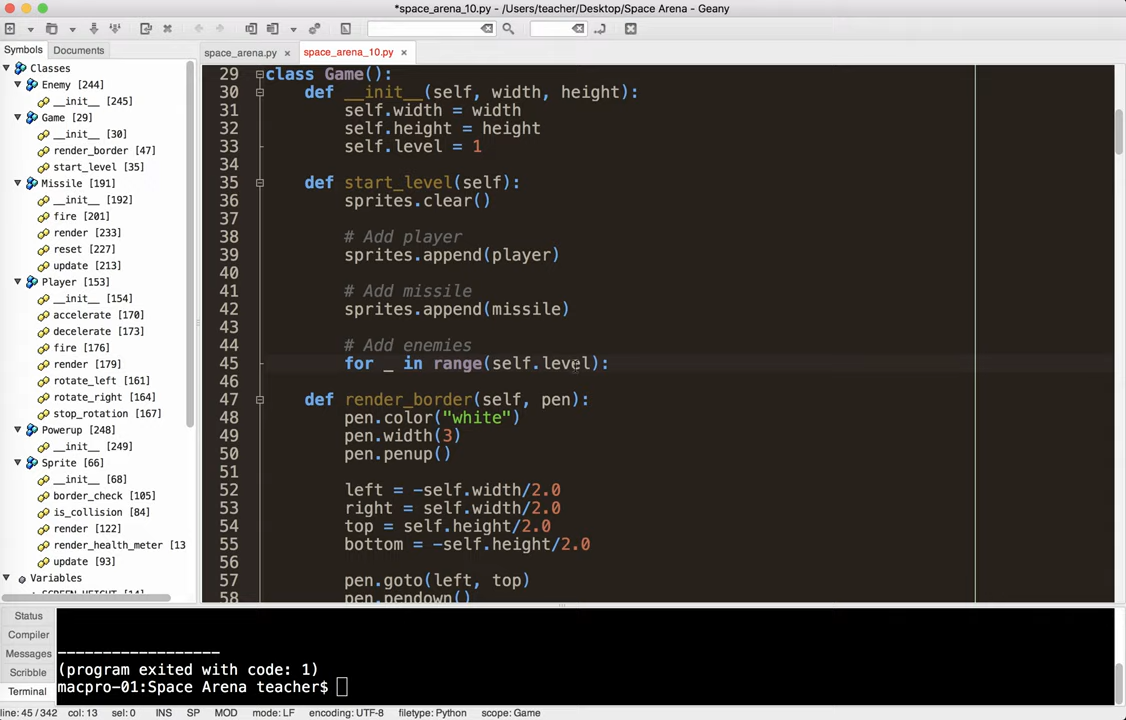 *space_arena_10.py - /Users/teacher/Desktop/Space Arena - Geany
Symbols Documents
space_arena.py × space_arena_10.py ×
Classes
Enemy [244]
__init__ [245]
Game [29]
__init__ [30]
render_border [47]
start_level [35]
Missile [191]
__init__ [192]
fire [201]
render [233]
reset [227]
update [213]
Player [153]
__init__ [154]
accelerate [170]
decelerate [173]
fire [176]
render [179]
rotate_left [161]
rotate_right [164]
stop_rotation [167]
Powerup [248]
__init__ [249]
Sprite [66]
__init__ [68]
border_check [105]
is_collision [84]
render [122]
render_health_meter [13
update [93]
Variables
29 class Game():
30 def __init__(self, width, height):
31 self.width = width
32 self.height = height
33 self.level = 1
34
35 def start_level(self):
36 sprites.clear()
37
38 # Add player
39 sprites.append(player)
40
41 # Add missile
42 sprites.append(missile)
43
44 # Add enemies
45 for _ in range(self.level):
46
47 def render_border(self, pen):
48 pen.color("white")
49 pen.width(3)
50 pen.penup()
51
52 left = -self.width/2.0
53 right = self.width/2.0
54 top = self.height/2.0
55 bottom = -self.height/2.0
56
57 pen.goto(left, top)
58 pen.pendown()
Status
Compiler
Messages
Scribble
Terminal
------------------
(program exited with code: 1)
macpro-01:Space Arena teacher$
line: 45 / 342 col: 13 sel: 0 INS SP MOD mode: LF encoding: UTF-8 filetype: Python scope: Game